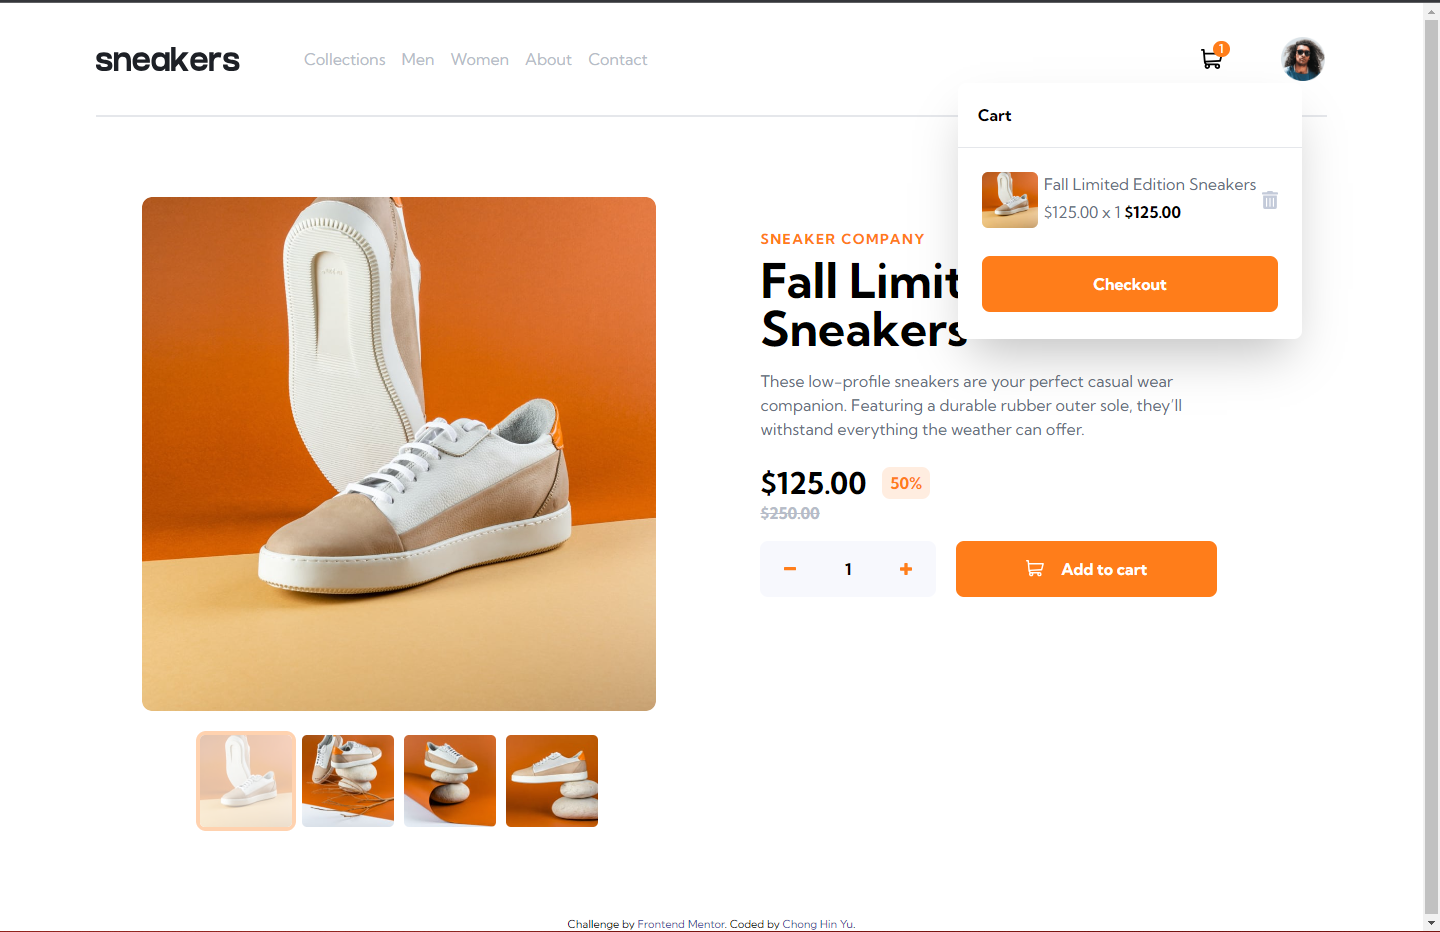 sneakers
Collections Men Women About Contact
1
Cart
Fall Limited Edition Sneakers
$125.00 x 1 $125.00
Checkout
SNEAKER COMPANY
Fall Limit
Sneakers
These low-profile sneakers are your perfect casual wear
companion. Featuring a durable rubber outer sole, they'll
withstand everything the weather can offer.
$125.00 50%
$250.00
1
Add to cart
Challenge by Frontend Mentor. Coded by Chong Hin Yu.